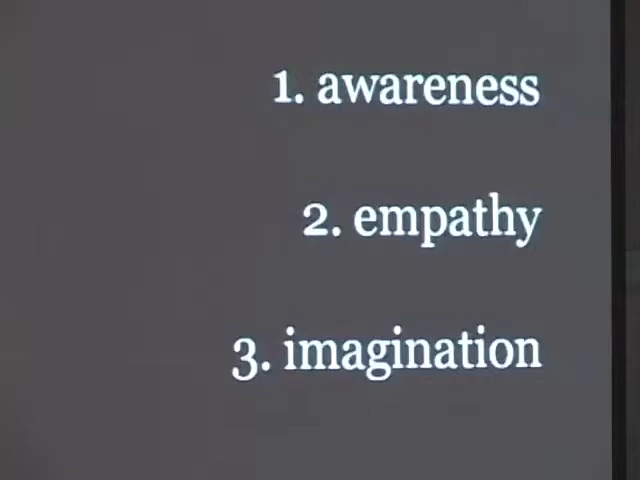 1. awareness
2. empathy
3. imagination